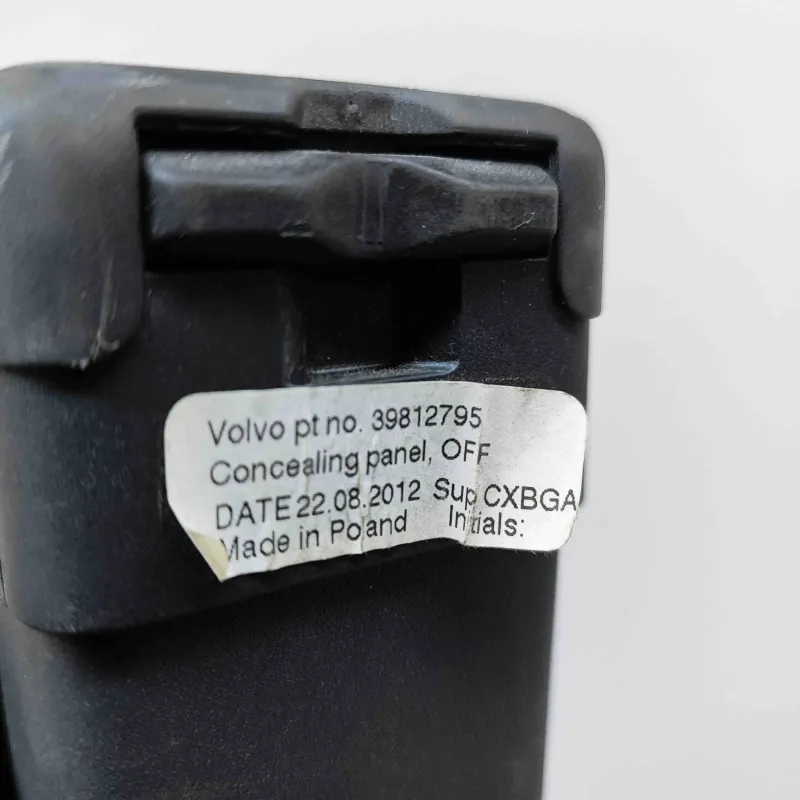 Volvo pt no. 39812795
Concealing panel, OFF
DATE 22.08.2012 Sup CXBGA
Made in Poland Initials: